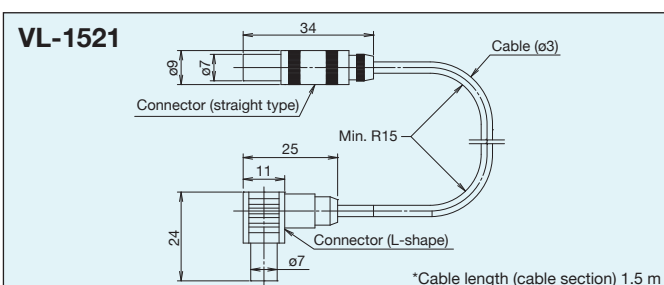 VL-1521
34
Cable (ø3)
ø9
ø7
Connector (straight type)
Min. R15
25
11
24
Connector (L-shape)
ø7
*Cable length (cable section) 1.5 m